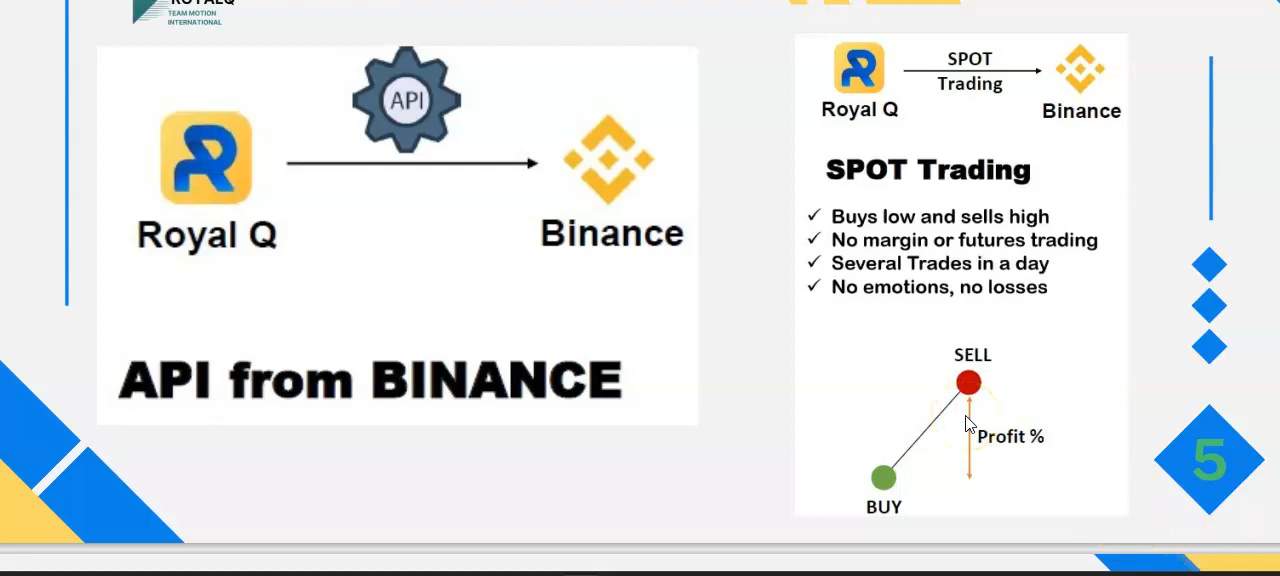 ROYALQ
TEAM MOTION
INTERNATIONAL
API
Royal Q
Binance
API from BINANCE
SPOT
Trading
Royal Q
Binance
SPOT Trading
✓ Buys low and sells high
✓ No margin or futures trading
✓ Several Trades in a day
✓ No emotions, no losses
SELL
Profit %
BUY
5